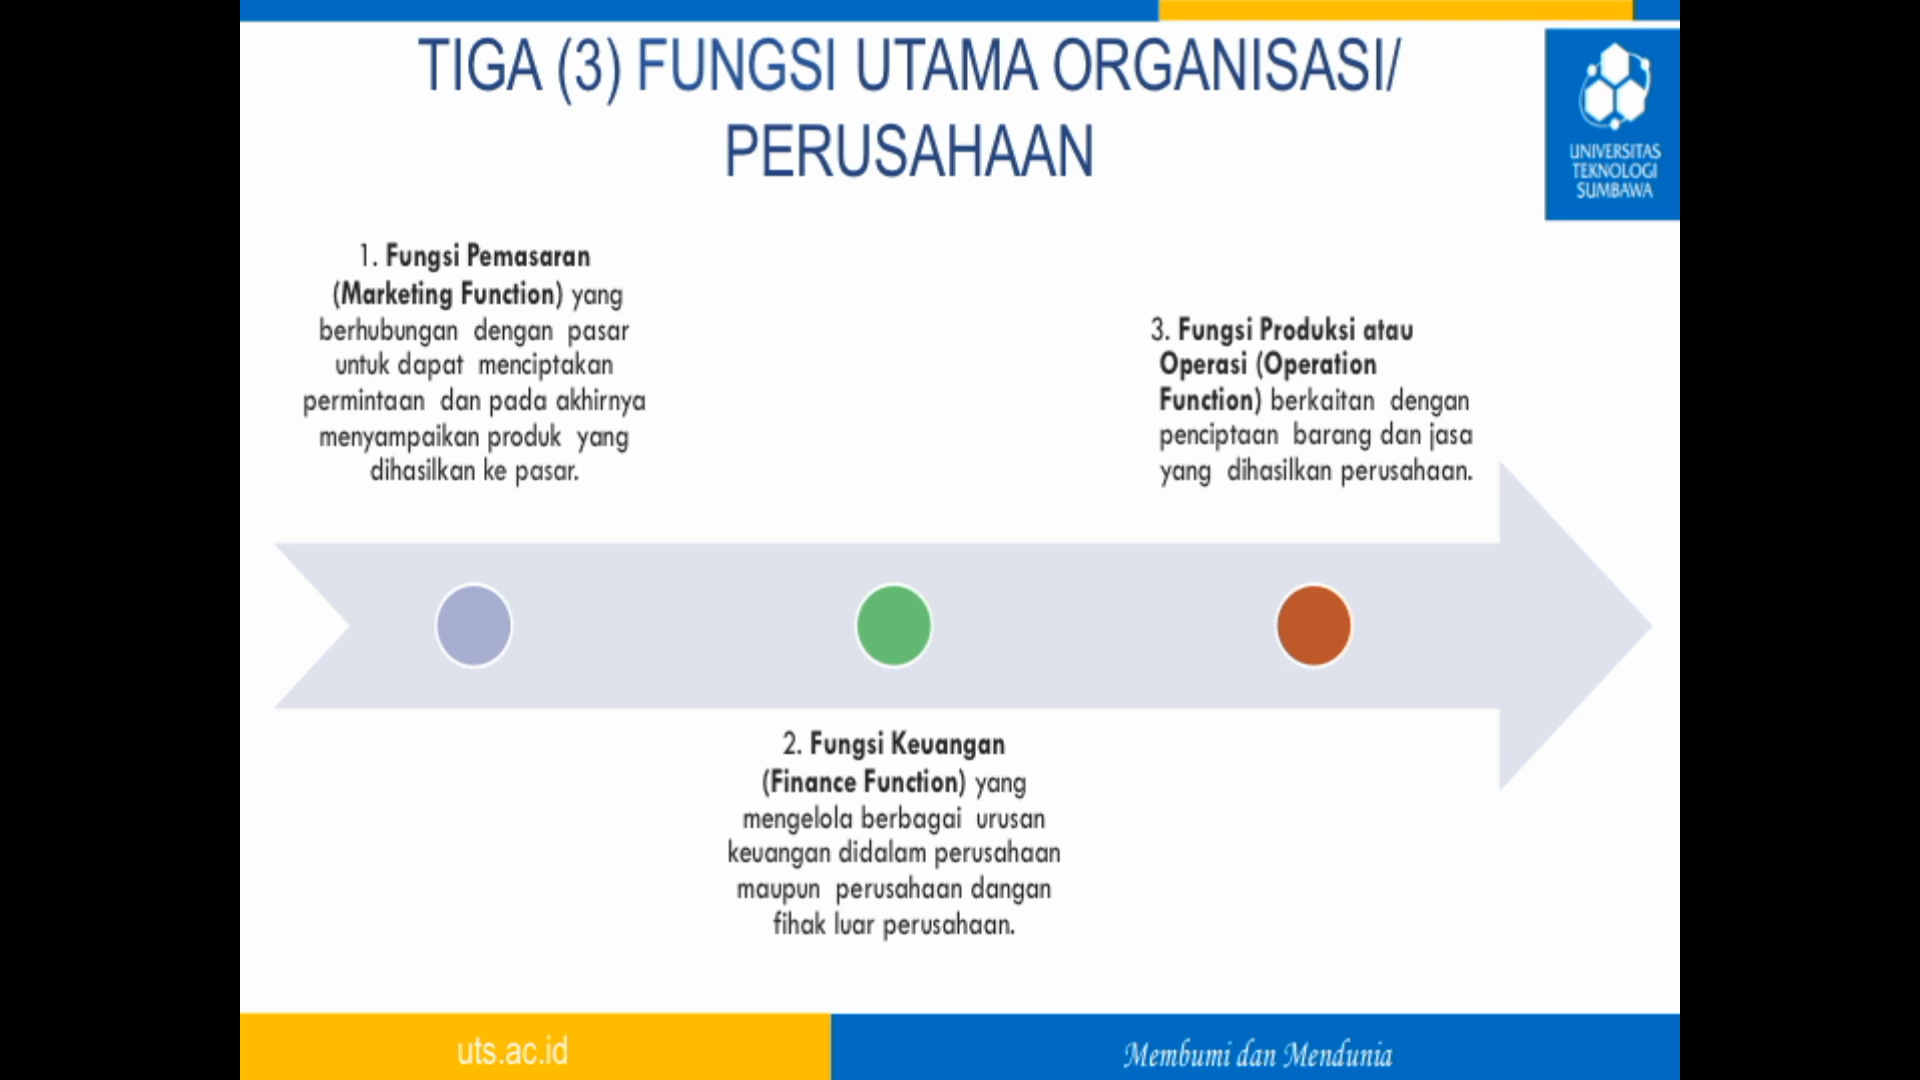 TIGA (3) FUNGSI UTAMA ORGANISASI/
PERUSAHAAN
UNIVERSITAS
TEKNOLOGI
SUMBAWA
1. Fungsi Pemasaran
(Marketing Function) yang
berhubungan dengan pasar
untuk dapat menciptakan
permintaan dan pada akhirnya
menyampaikan produk yang
dihasilkan ke pasar.
2. Fungsi Keuangan
(Finance Function) yang
mengelola berbagai urusan
keuangan didalam perusahaan
maupun perusahaan dangan
fihak luar perusahaan.
3. Fungsi Produksi atau
Operasi (Operation
Function) berkaitan dengan
penciptaan barang dan jasa
yang dihasilkan perusahaan.
uts.ac.id
Membumi dan Mendunia